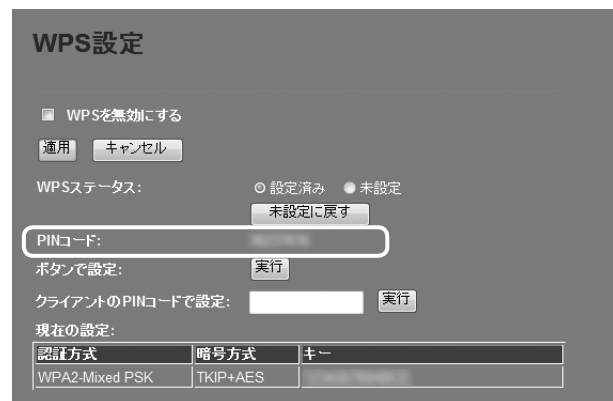 WPS設定
WPSを無効にする
適用 キャンセル
WPSステータス: 設定済み 未設定
未設定に戻す
PINコード:
ボタンで設定: 実行
クライアントのPINコードで設定: 実行
現在の設定:
認証方式 暗号方式 キー
WPA2-Mixed PSK TKIP+AES